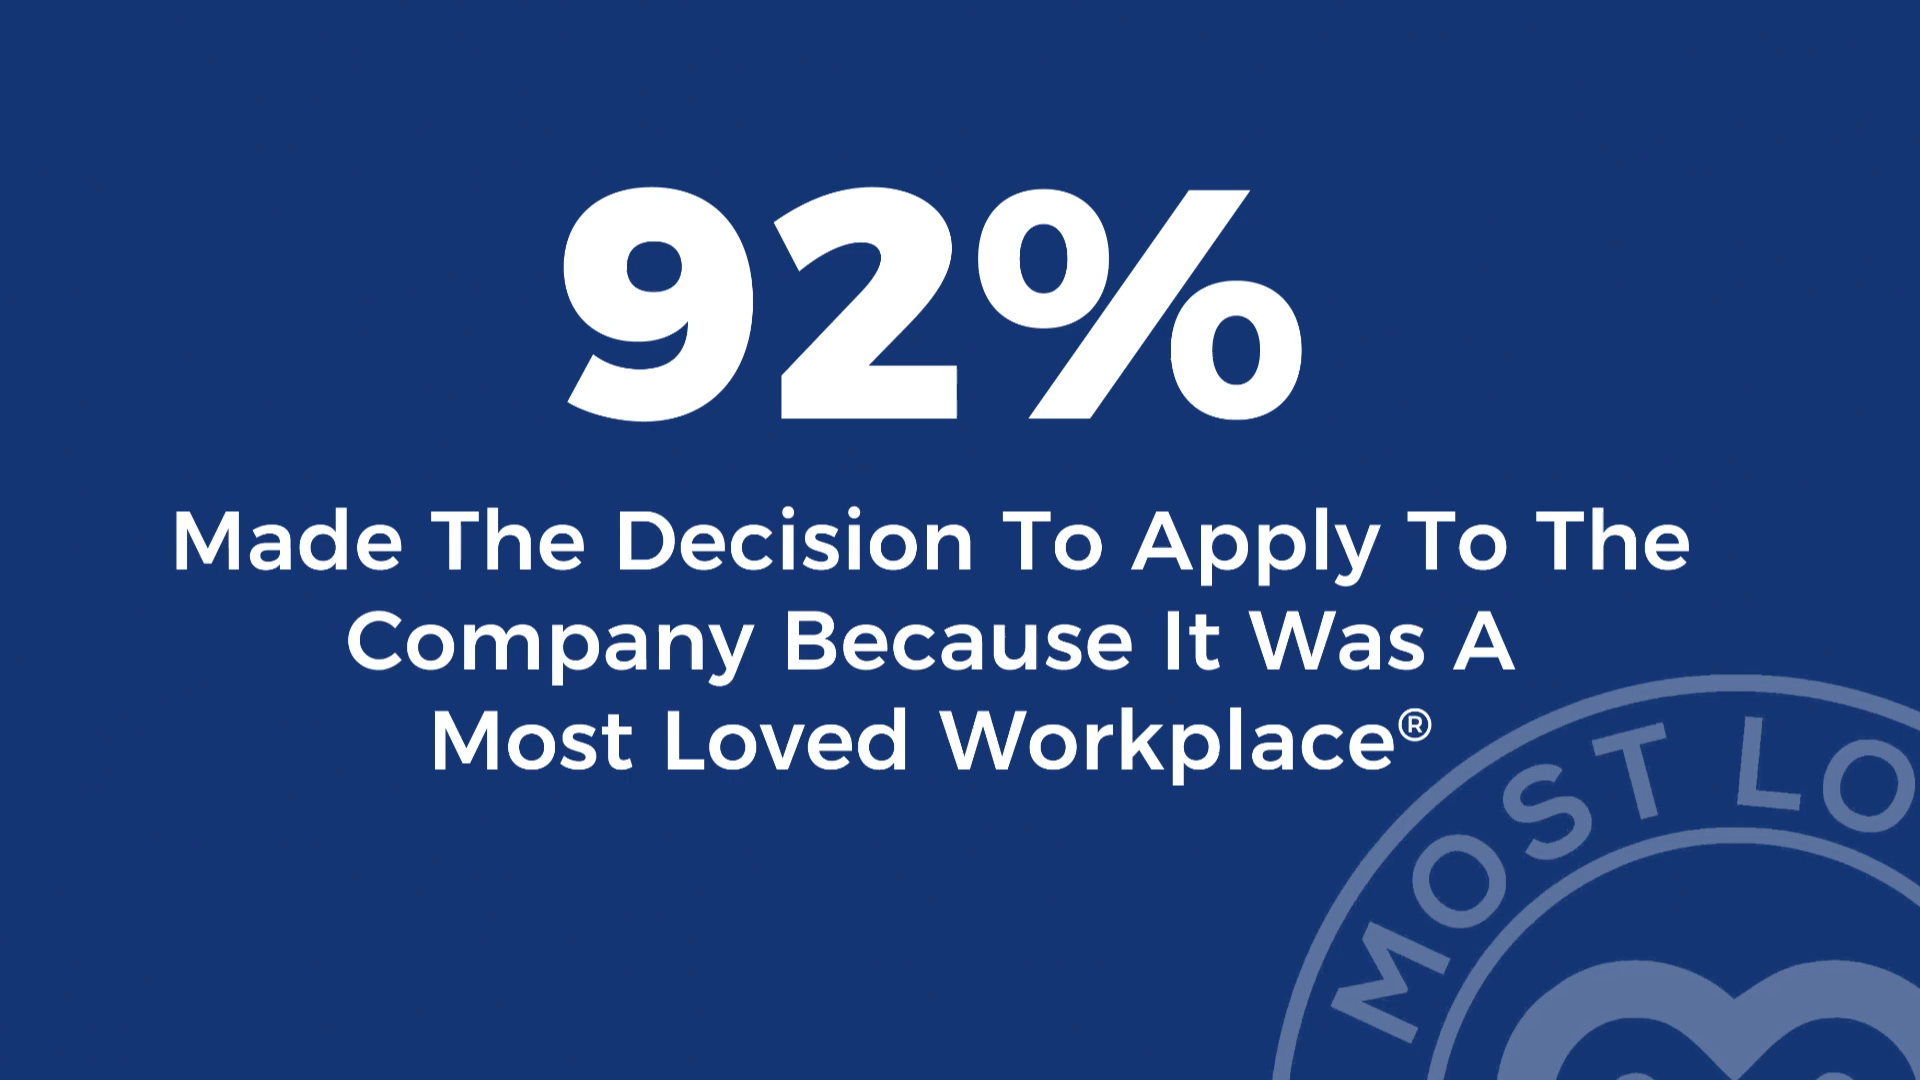 92%
Made The Decision To Apply To The
Company Because It Was A
Most Loved Workplace®
MOST LO